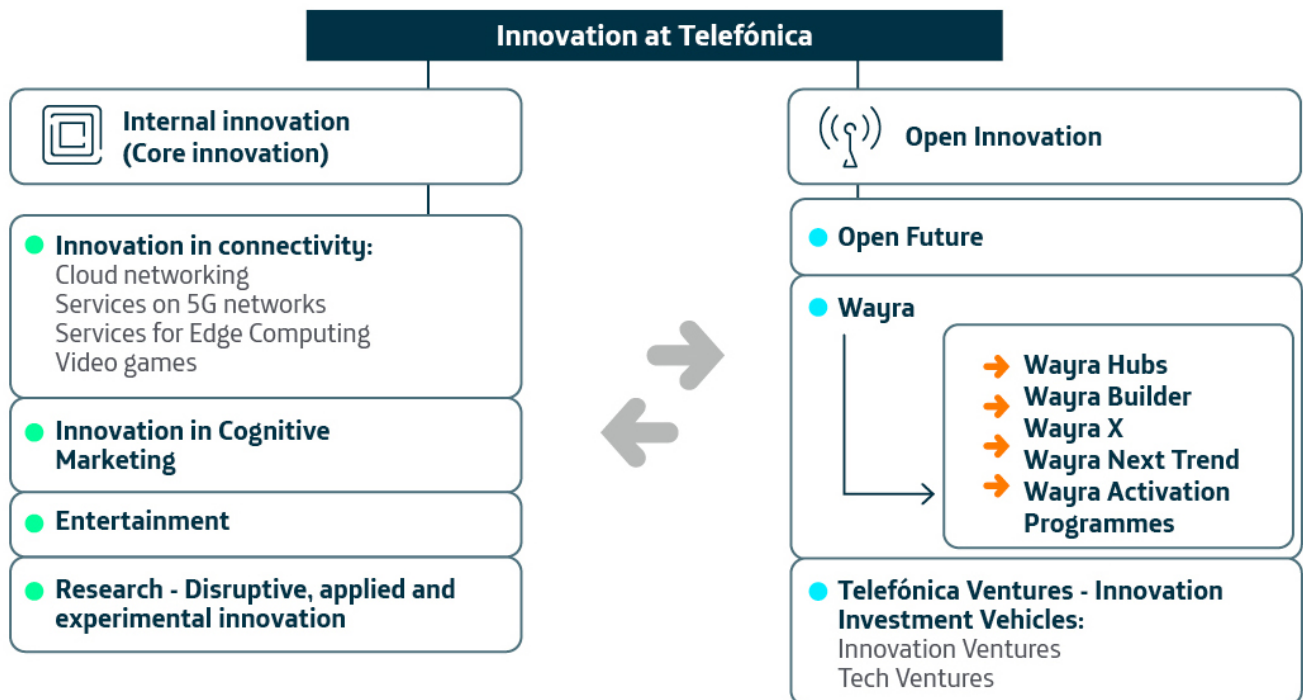 Innovation at Telefónica
Internal innovation
(Core innovation)
Innovation in connectivity:
Cloud networking
Services on 5G networks
Services for Edge Computing
Video games
Innovation in Cognitive
Marketing
Entertainment
Research - Disruptive, applied and
experimental innovation
Open Innovation
Open Future
Wayra
Wayra Hubs
Wayra Builder
Wayra X
Wayra Next Trend
Wayra Activation
Programmes
Telefónica Ventures - Innovation
Investment Vehicles:
Innovation Ventures
Tech Ventures